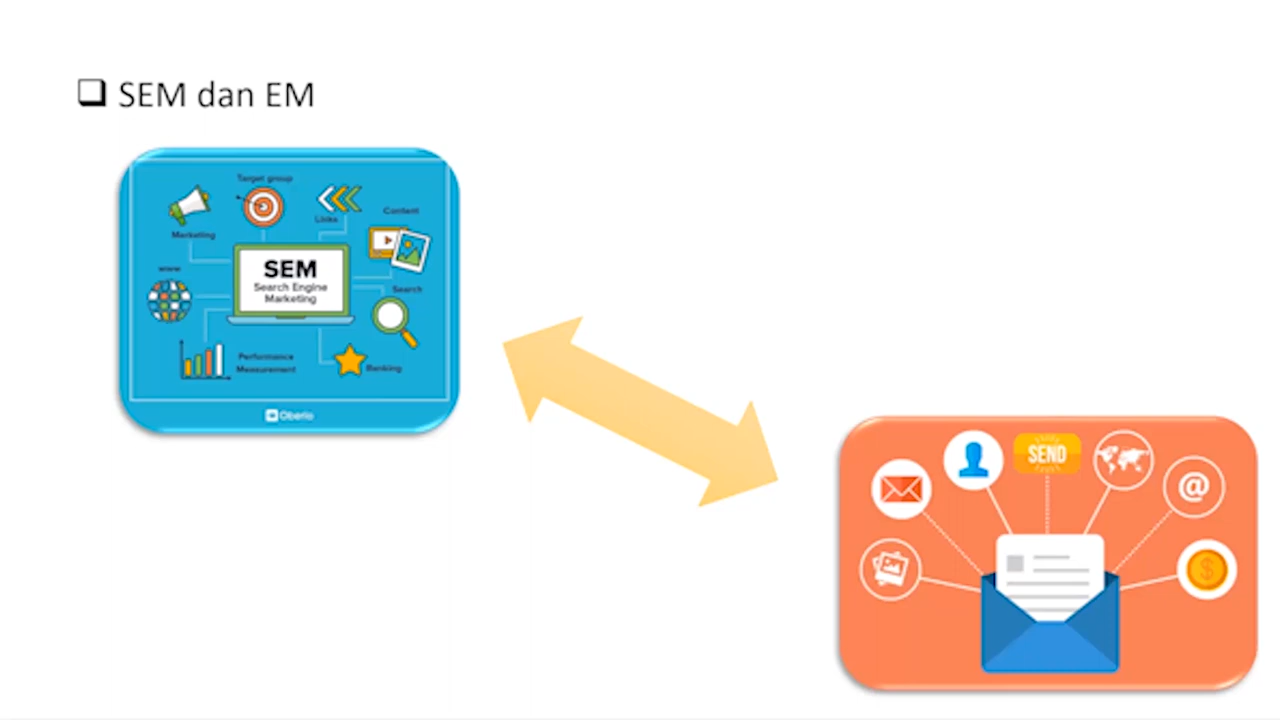 SEM dan EM
Target group
Marketing
Links
Content
www
SEM
Search Engine
Marketing
Search
Performance
Measurement
Ranking
Oberlo
SEND
@
$